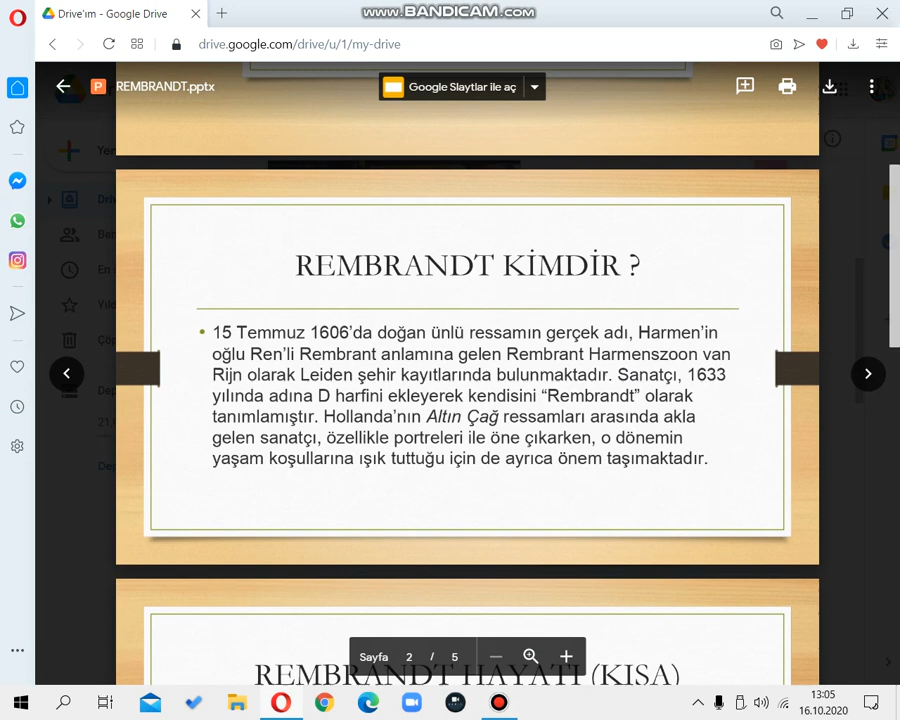 www.BANDICAM.com
Drive'ım - Google Drive
drive.google.com/drive/u/1/my-drive
P REMBRANDT.pptx
Google Slaytlar ile aç
REMBRANDT KİMDİR ?
• 15 Temmuz 1606'da doğan ünlü ressamın gerçek adı, Harmen'in
oğlu Ren'li Rembrant anlamına gelen Rembrant Harmenszoon van
Rijn olarak Leiden şehir kayıtlarında bulunmaktadır. Sanatçı, 1633
yılında adına D harfini ekleyerek kendisini “Rembrandt” olarak
tanımlamıştır. Hollanda'nın Altın Çağ ressamları arasında akla
gelen sanatçı, özellikle portreleri ile öne çıkarken, o dönemin
yaşam koşullarına ışık tuttuğu için de ayrıca önem taşımaktadır.
Sayfa 2 / 5
REMBRANDT HAYATI (KISA)
13:05
16.10.2020